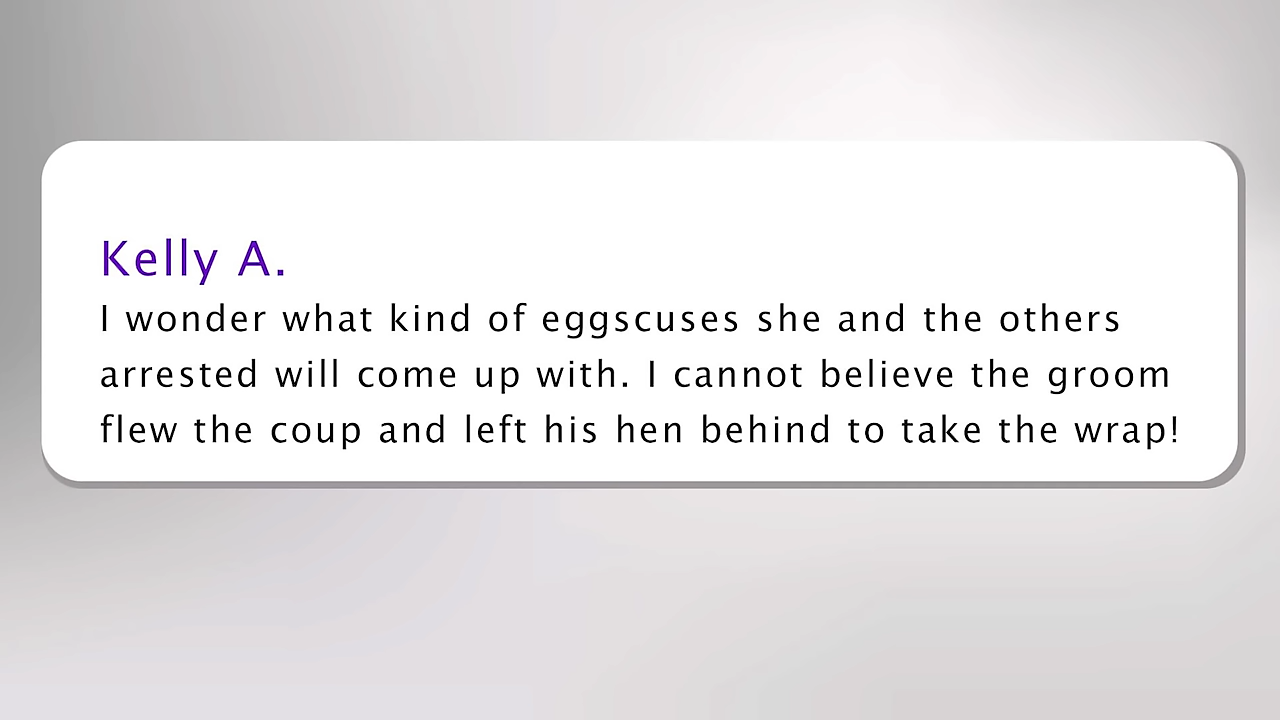 Kelly A.
I wonder what kind of eggscuses she and the others
arrested will come up with. I cannot believe the groom
flew the coup and left his hen behind to take the wrap!